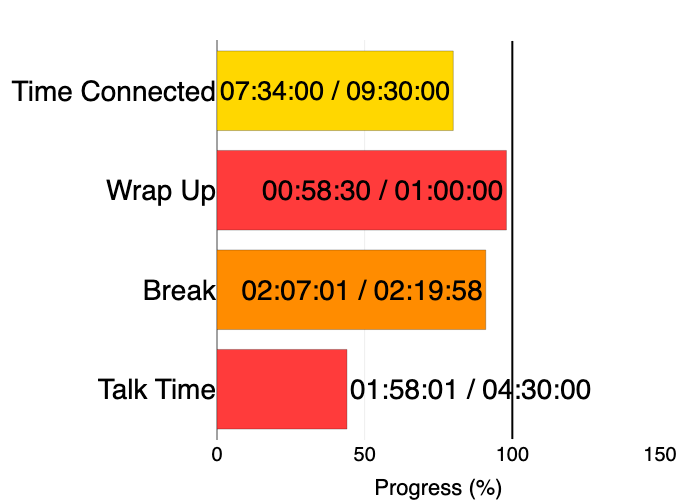 Time Connected 07:34:00 / 09:30:00
Wrap Up 00:58:30 / 01:00:00
Break 02:07:01 / 02:19:58
Talk Time 01:58:01 / 04:30:00
0 50 100 150
Progress (%)